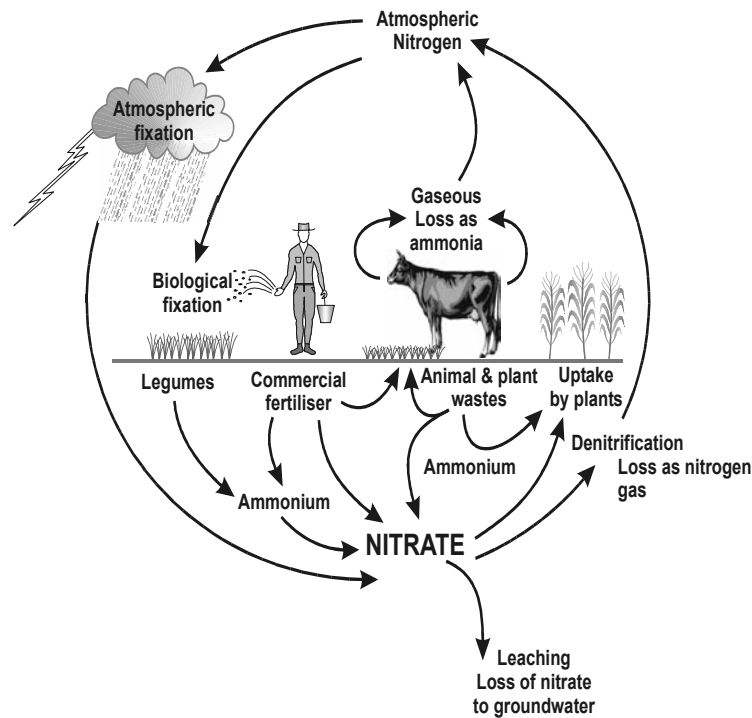 Atmospheric
Nitrogen
Atmospheric
fixation
Gaseous
Loss as
ammonia
Biological
fixation
Legumes
Commercial
fertiliser
Animal & plant
wastes
Uptake
by plants
Denitrification
Loss as nitrogen
gas
Ammonium
Ammonium
NITRATE
Leaching
Loss of nitrate
to groundwater